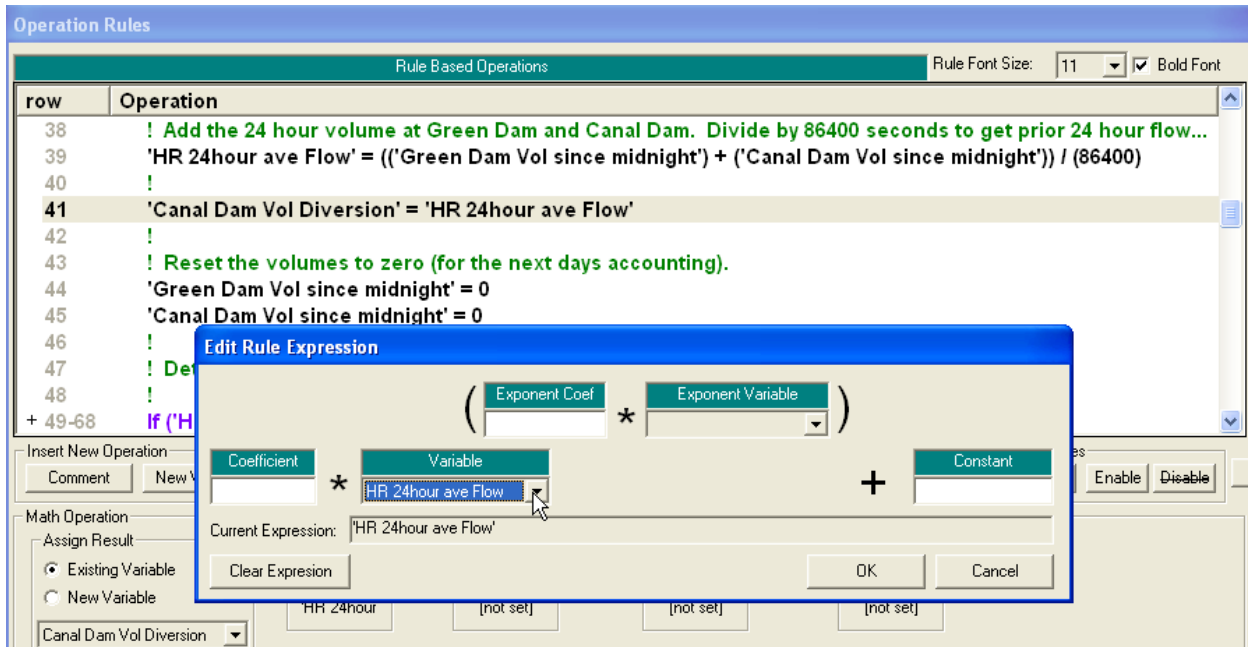 Operation Rules
Rule Based Operations
Rule Font Size: 11 Bold Font
row Operation
38 ! Add the 24 hour volume at Green Dam and Canal Dam. Divide by 86400 seconds to get prior 24 hour flow...
39 'HR 24hour ave Flow' = (('Green Dam Vol since midnight') + ('Canal Dam Vol since midnight')) / (86400)
40 !
41 'Canal Dam Vol Diversion' = 'HR 24hour ave Flow'
42 !
43 ! Reset the volumes to zero (for the next days accounting).
44 'Green Dam Vol since midnight' = 0
45 'Canal Dam Vol since midnight' = 0
46 !
47 ! Det
48 !
+ 49-68 If ('H
Edit Rule Expression
( Exponent Coef * Exponent Variable )
Coefficient * Variable + Constant
HR 24hour ave Flow
Current Expression: 'HR 24hour ave Flow'
Clear Expresion OK Cancel
Insert New Operation es
Comment New V Enable Disable
Math Operation
Assign Result
Existing Variable
New Variable
Canal Dam Vol Diversion
'HR 24hour [not set] [not set] [not set]